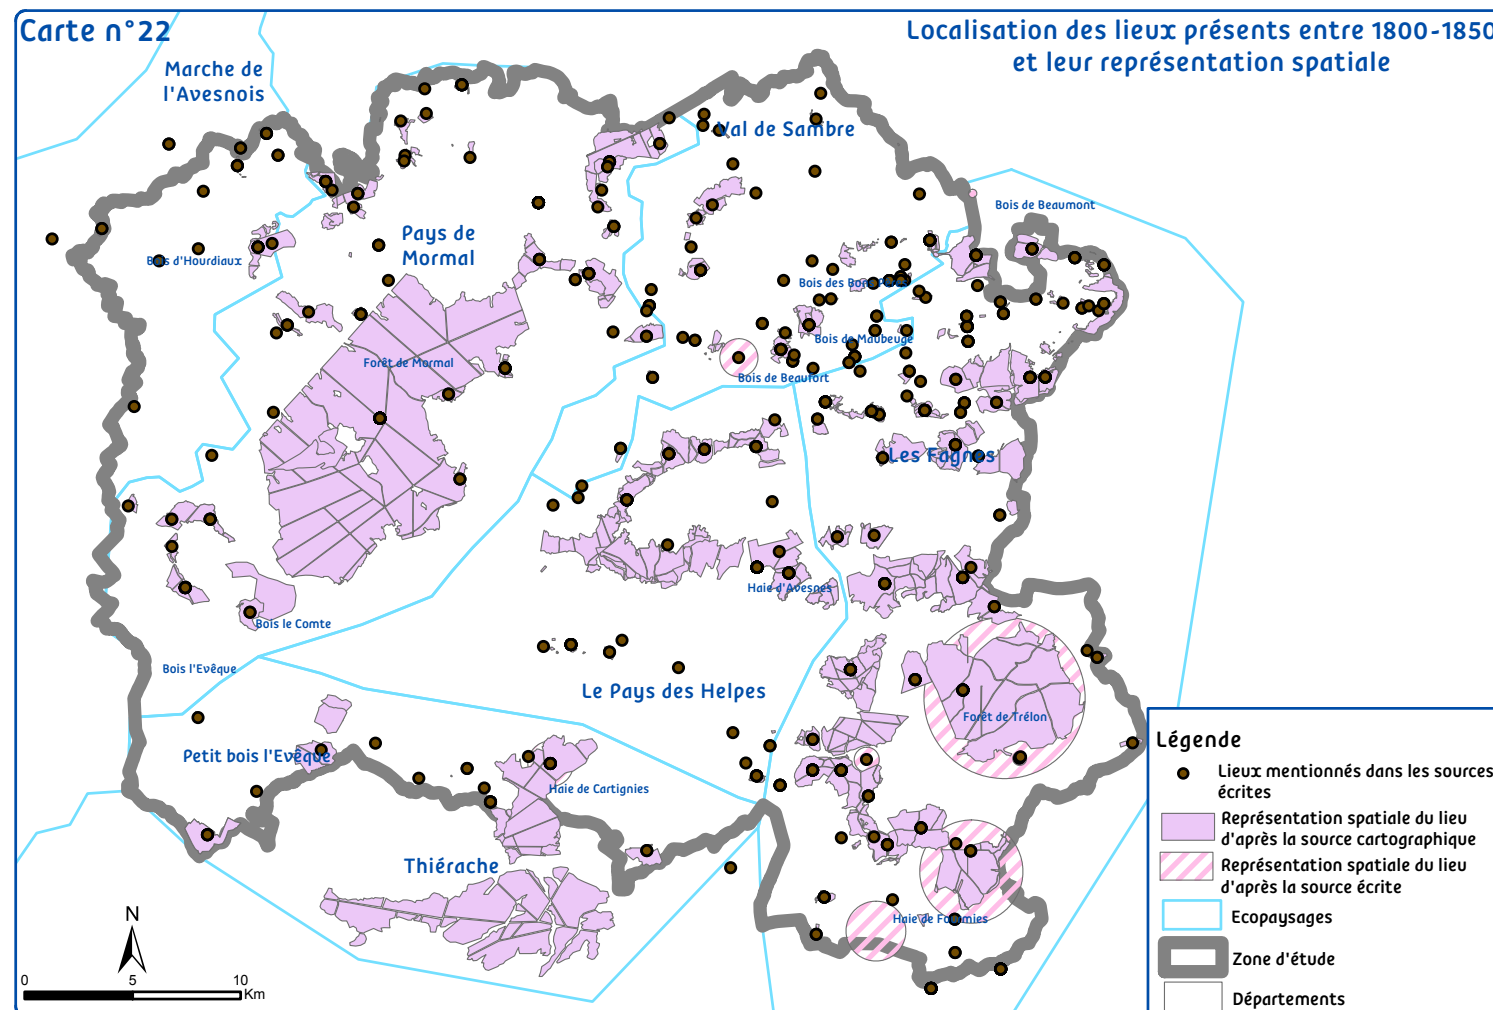 Carte n°22
Localisation des lieux présents entre 1800-1850
et leur représentation spatiale
Marche de
l'Avesnois
Val de Sambre
Bois de Beaumont
Pays de
Mormal
Bois d'Hourdiaux
Bois des Bons Pères
Bois de Maubeuge
Forêt de Mormal
Bois de Beaufort
Les Fagnes
Haie d'Avesnes
Bois le Comte
Bois l'Evêque
Le Pays des Helpes
Forêt de Trélon
Petit bois l'Evêque
Haie de Cartignies
Thiérache
Haie de Fourmies
N
0 5 10
Km
Légende
Lieux mentionnés dans les sources
écrites
Représentation spatiale du lieu
d'après la source cartographique
Représentation spatiale du lieu
d'après la source écrite
Ecopaysages
Zone d'étude
Départements